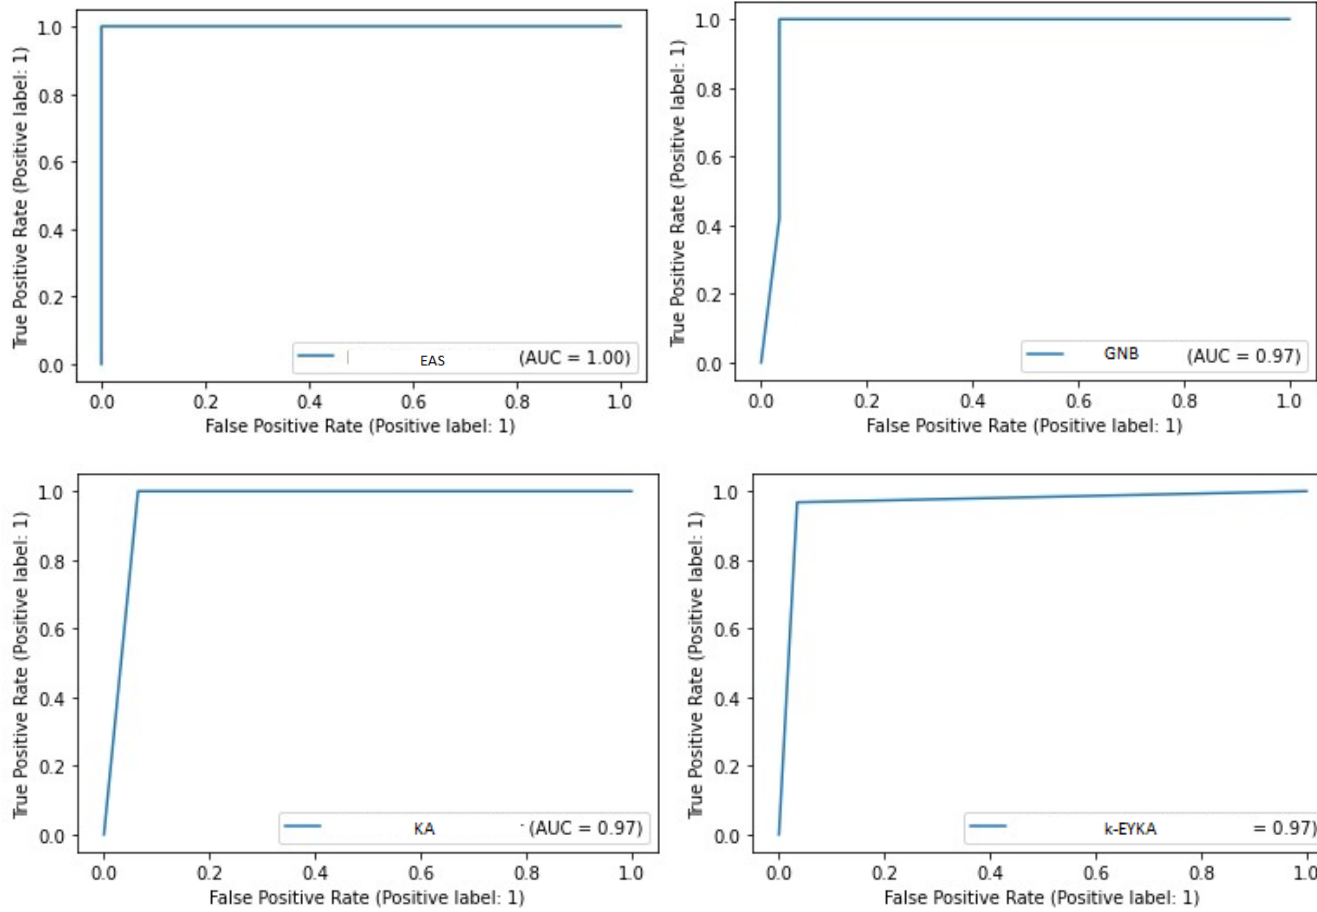 True Positive Rate (Positive label: 1)
1.0
0.8
0.6
0.4
0.2
0.0
EAS (AUC = 1.00)
0.0 0.2 0.4 0.6 0.8 1.0
False Positive Rate (Positive label: 1)
True Positive Rate (Positive label: 1)
1.0
0.8
0.6
0.4
0.2
0.0
GNB (AUC = 0.97)
0.0 0.2 0.4 0.6 0.8 1.0
False Positive Rate (Positive label: 1)
True Positive Rate (Positive label: 1)
1.0
0.8
0.6
0.4
0.2
0.0
KA (AUC = 0.97)
0.0 0.2 0.4 0.6 0.8 1.0
False Positive Rate (Positive label: 1)
True Positive Rate (Positive label: 1)
1.0
0.8
0.6
0.4
0.2
0.0
k-EYKA = 0.97)
0.0 0.2 0.4 0.6 0.8 1.0
False Positive Rate (Positive label: 1)